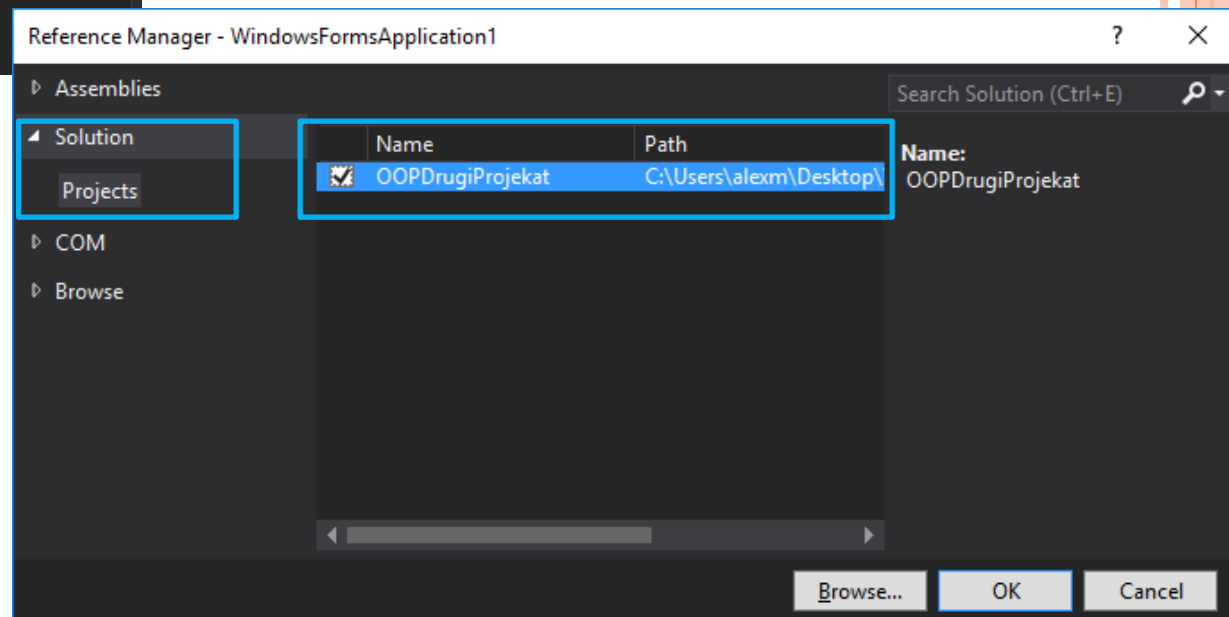 Reference Manager - WindowsFormsApplication1 ?
Assemblies
Search Solution (Ctrl+E)
Solution
Projects
COM
Browse
Name Path
OOPDrugiProjekat C:\Users\alexm\Desktop\
Name:
OOPDrugiProjekat
Browse... OK Cancel